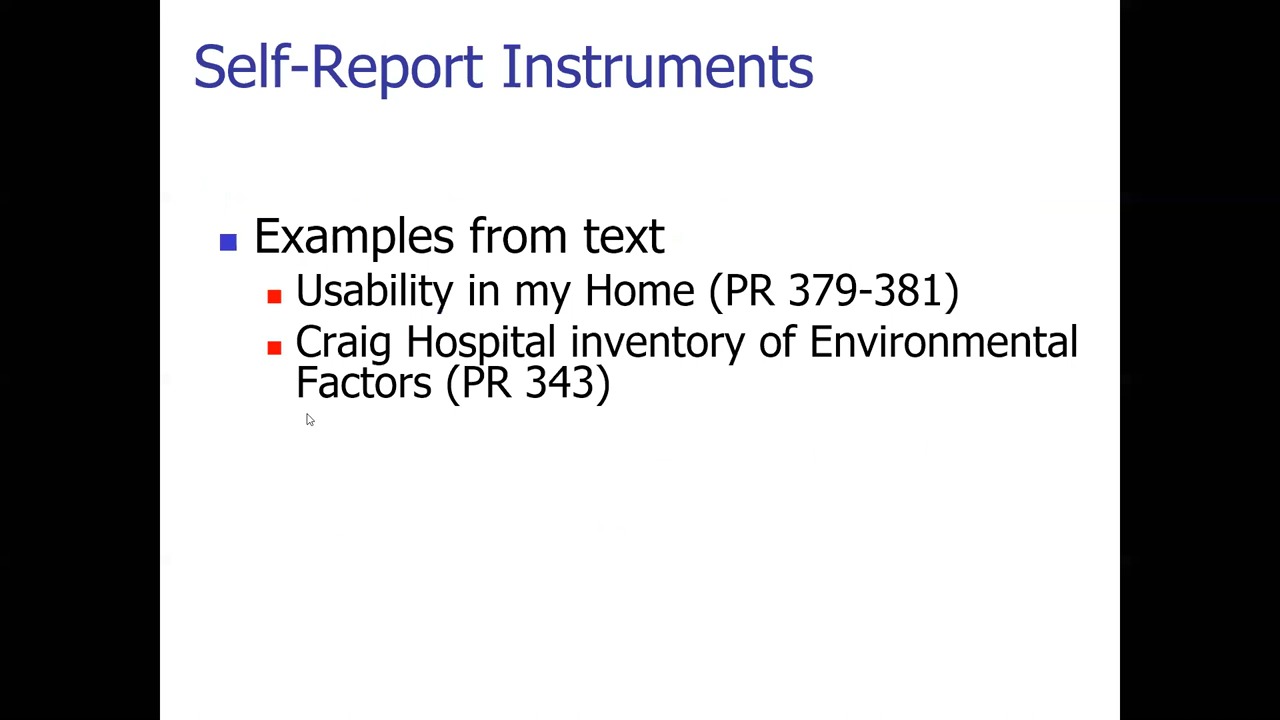 Self-Report Instruments
Examples from text
Usability in my Home (PR 379-381)
Craig Hospital inventory of Environmental
Factors (PR 343)